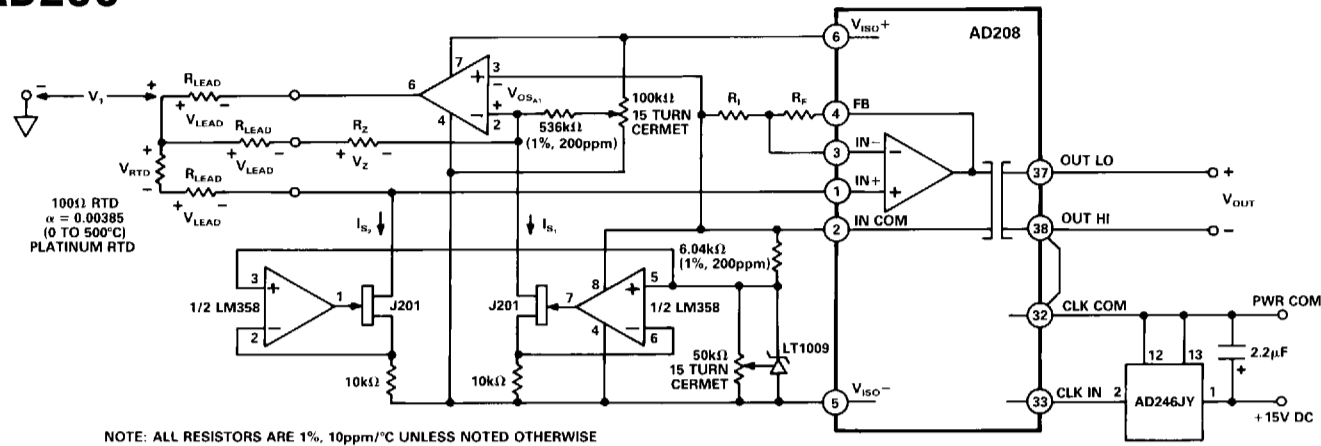 AD208
V_ISO+
6
3
7
6
4
2
V_OS_A1
+
−
536kΩ
(1%, 200ppm)
100kΩ
15 TURN
CERMET
− V₁ +
R_LEAD
+ −
V_LEAD
R_LEAD
+ −
V_LEAD
R_Z
+ −
V_Z
+
V_RTD
−
R_LEAD
+ −
V_LEAD
100Ω RTD
α = 0.00385
(0 TO 500°C)
PLATINUM RTD
R_I
R_F
4 FB
3 IN−
1 IN+
2 IN COM
OUT LO
37
+
V_OUT
−
OUT HI
38
I_S₂
I_S₁
6.04kΩ
(1%, 200ppm)
3
+
1/2 LM358
1
−
2
J201
J201
7
8
5
+
1/2 LM358
4
−
6
50kΩ
15 TURN
CERMET
LT1009
10kΩ
10kΩ
5 V_ISO−
CLK COM
32
PWR COM
12
13
2.2μF
+
CLK IN
33
2
AD246JY
1
+15V DC
NOTE: ALL RESISTORS ARE 1%, 10ppm/°C UNLESS NOTED OTHERWISE